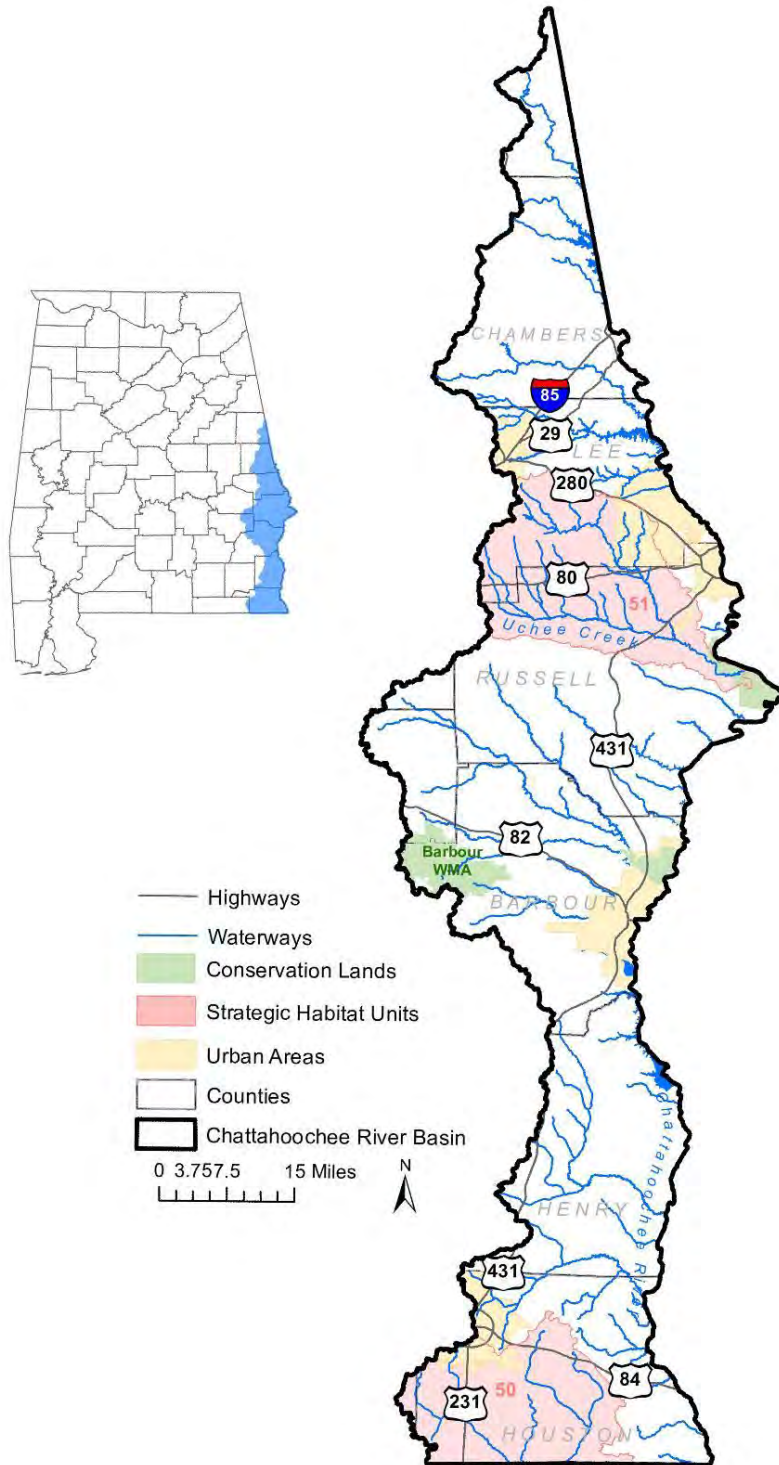 CHAMBERS
85
29
LEE
280
80
51
Uchee Creek
RUSSELL
431
82
Barbour
WMA
BARBOUR
Highways
Waterways
Conservation Lands
Strategic Habitat Units
Urban Areas
Counties
Chattahoochee River Basin
0 3.757.5 15 Miles
N
Chattahoochee River
HENRY
431
84
50
231
HOUSTON